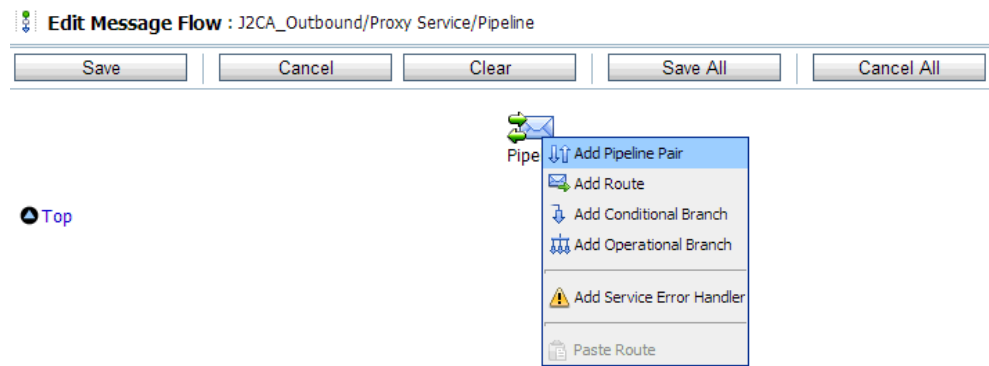 Edit Message Flow : J2CA_Outbound/Proxy Service/Pipeline
Save Cancel Clear Save All Cancel All
Pipe
Add Pipeline Pair
Add Route
Top
Add Conditional Branch
Add Operational Branch
Add Service Error Handler
Paste Route